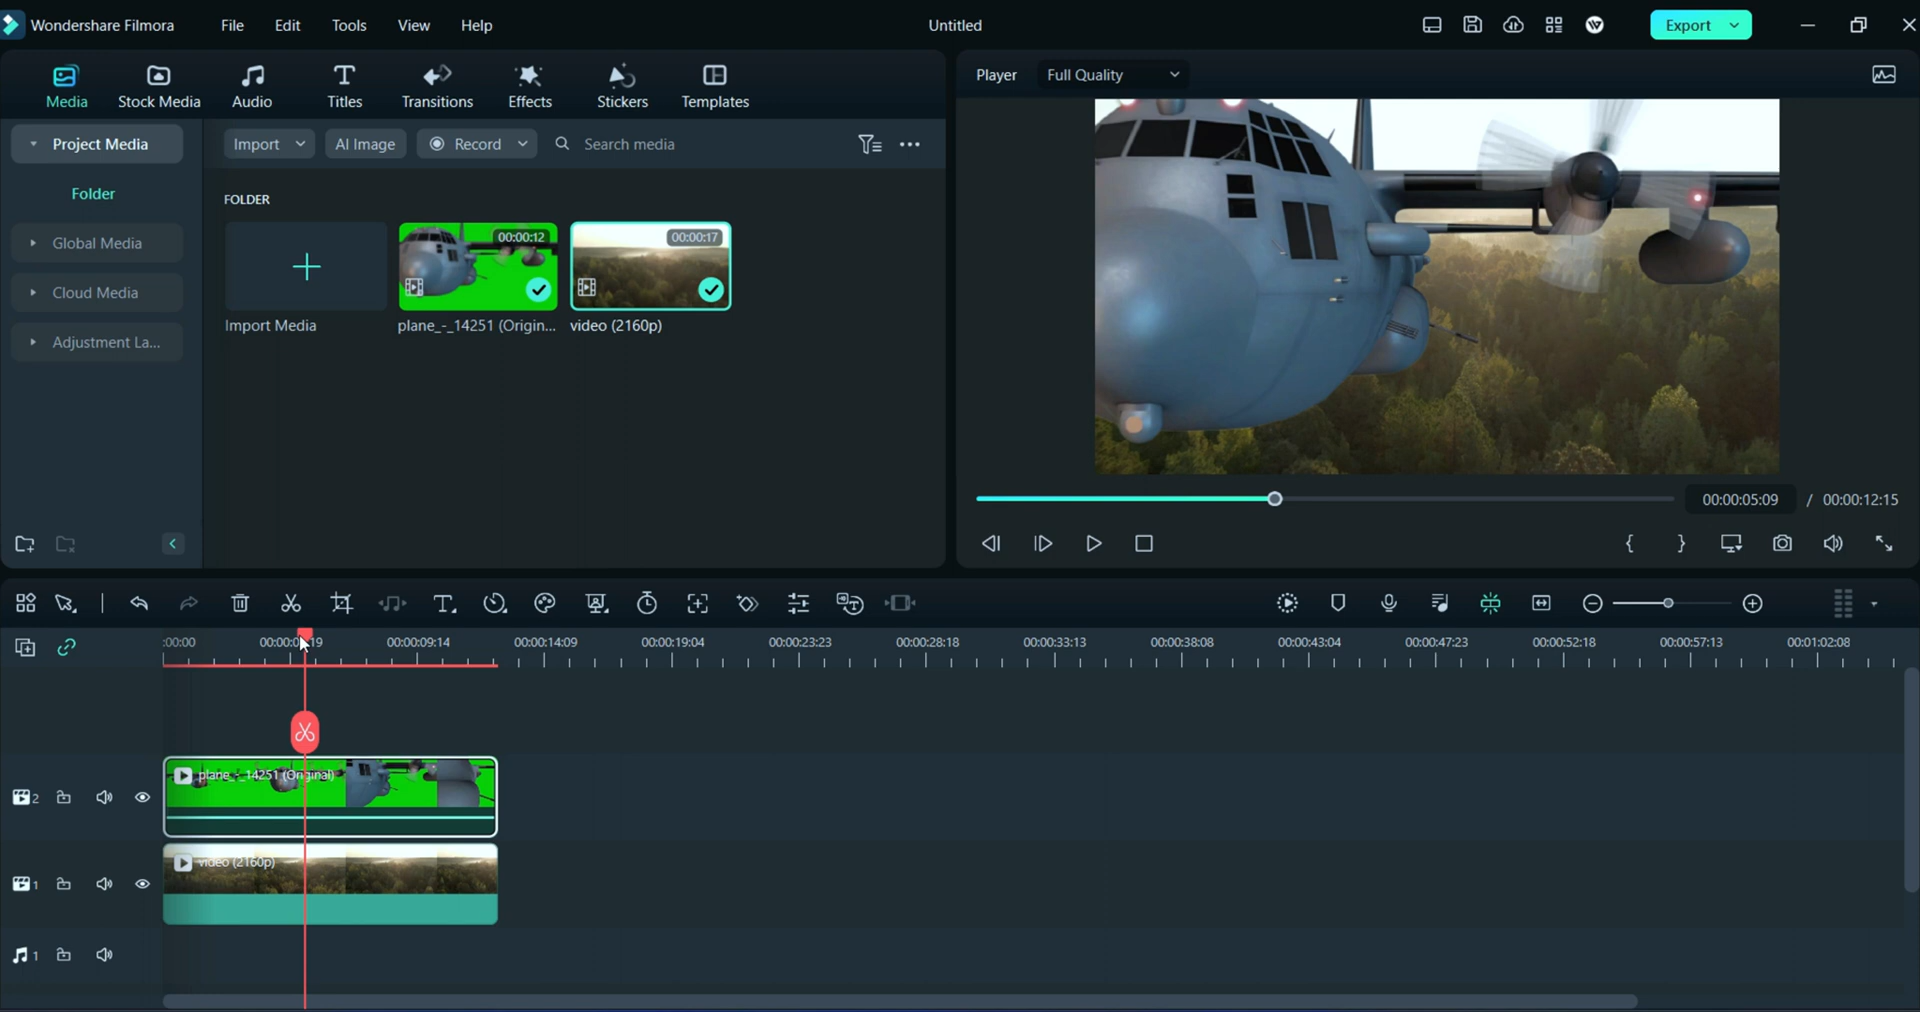 Wondershare Filmora File Edit Tools View Help Untitled Export
Media Stock Media Audio Titles Transitions Effects Stickers Templates
Player Full Quality
Project Media
Import AI Image Record Search media
Folder
Global Media
Cloud Media
Adjustment La...
FOLDER
00:00:12 00:00:17
Import Media plane_-_14251 (Origin... video (2160p)
00:00:05:09 / 00:00:12:15
:00:00 00:00:09:14 00:00:14:09 00:00:19:04 00:00:23:23 00:00:28:18 00:00:33:13 00:00:38:08 00:00:43:04 00:00:47:23 00:00:52:18 00:00:57:13 00:01:02:08
2
plane_-_14251 (Original)
1
video (2160p)
1